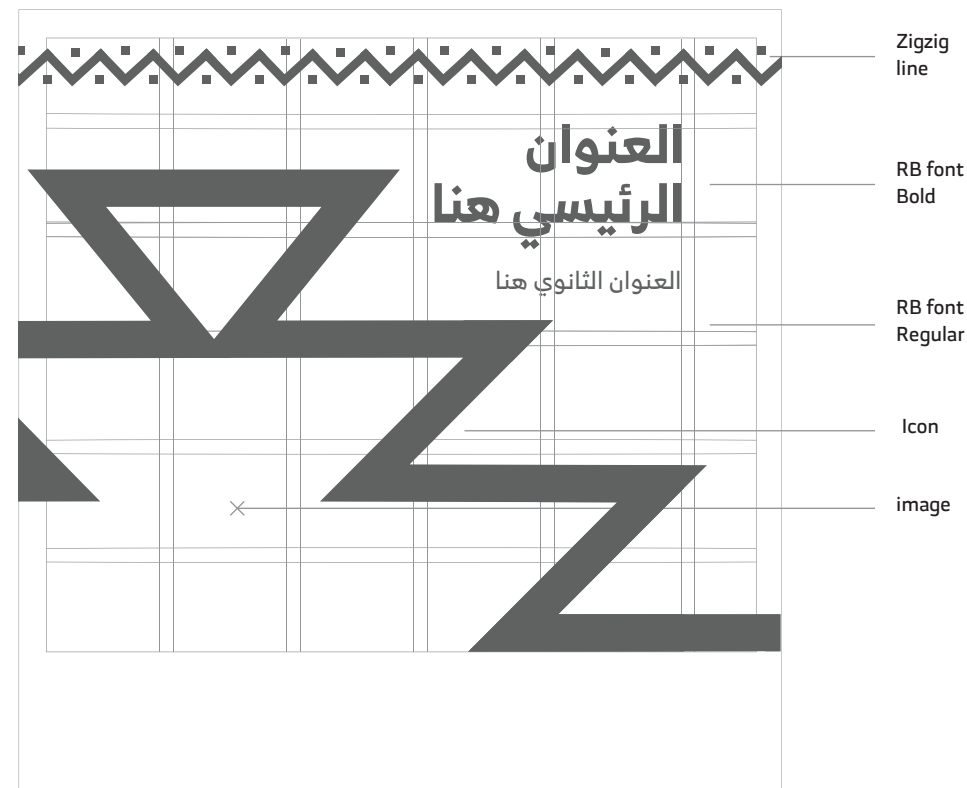 Zigzig
line
العنوان
الرئيسي هنا
RB font
Bold
العنوان الثانوي هنا
RB font
Regular
Icon
image